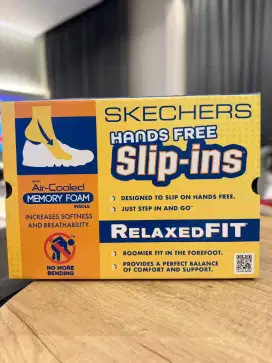 SKECHERS
HANDS FREE
Slip-ins
DESIGNED TO SLIP ON HANDS FREE.
JUST STEP IN AND GO™
WITH
Air-Cooled
MEMORY FOAM
INSOLE
INCREASES SOFTNESS
AND BREATHABILITY.
NO MORE
BENDING
RELAXEDFIT®
ROOMIER FIT IN THE FOREFOOT.
PROVIDES A PERFECT BALANCE
OF COMFORT AND SUPPORT.